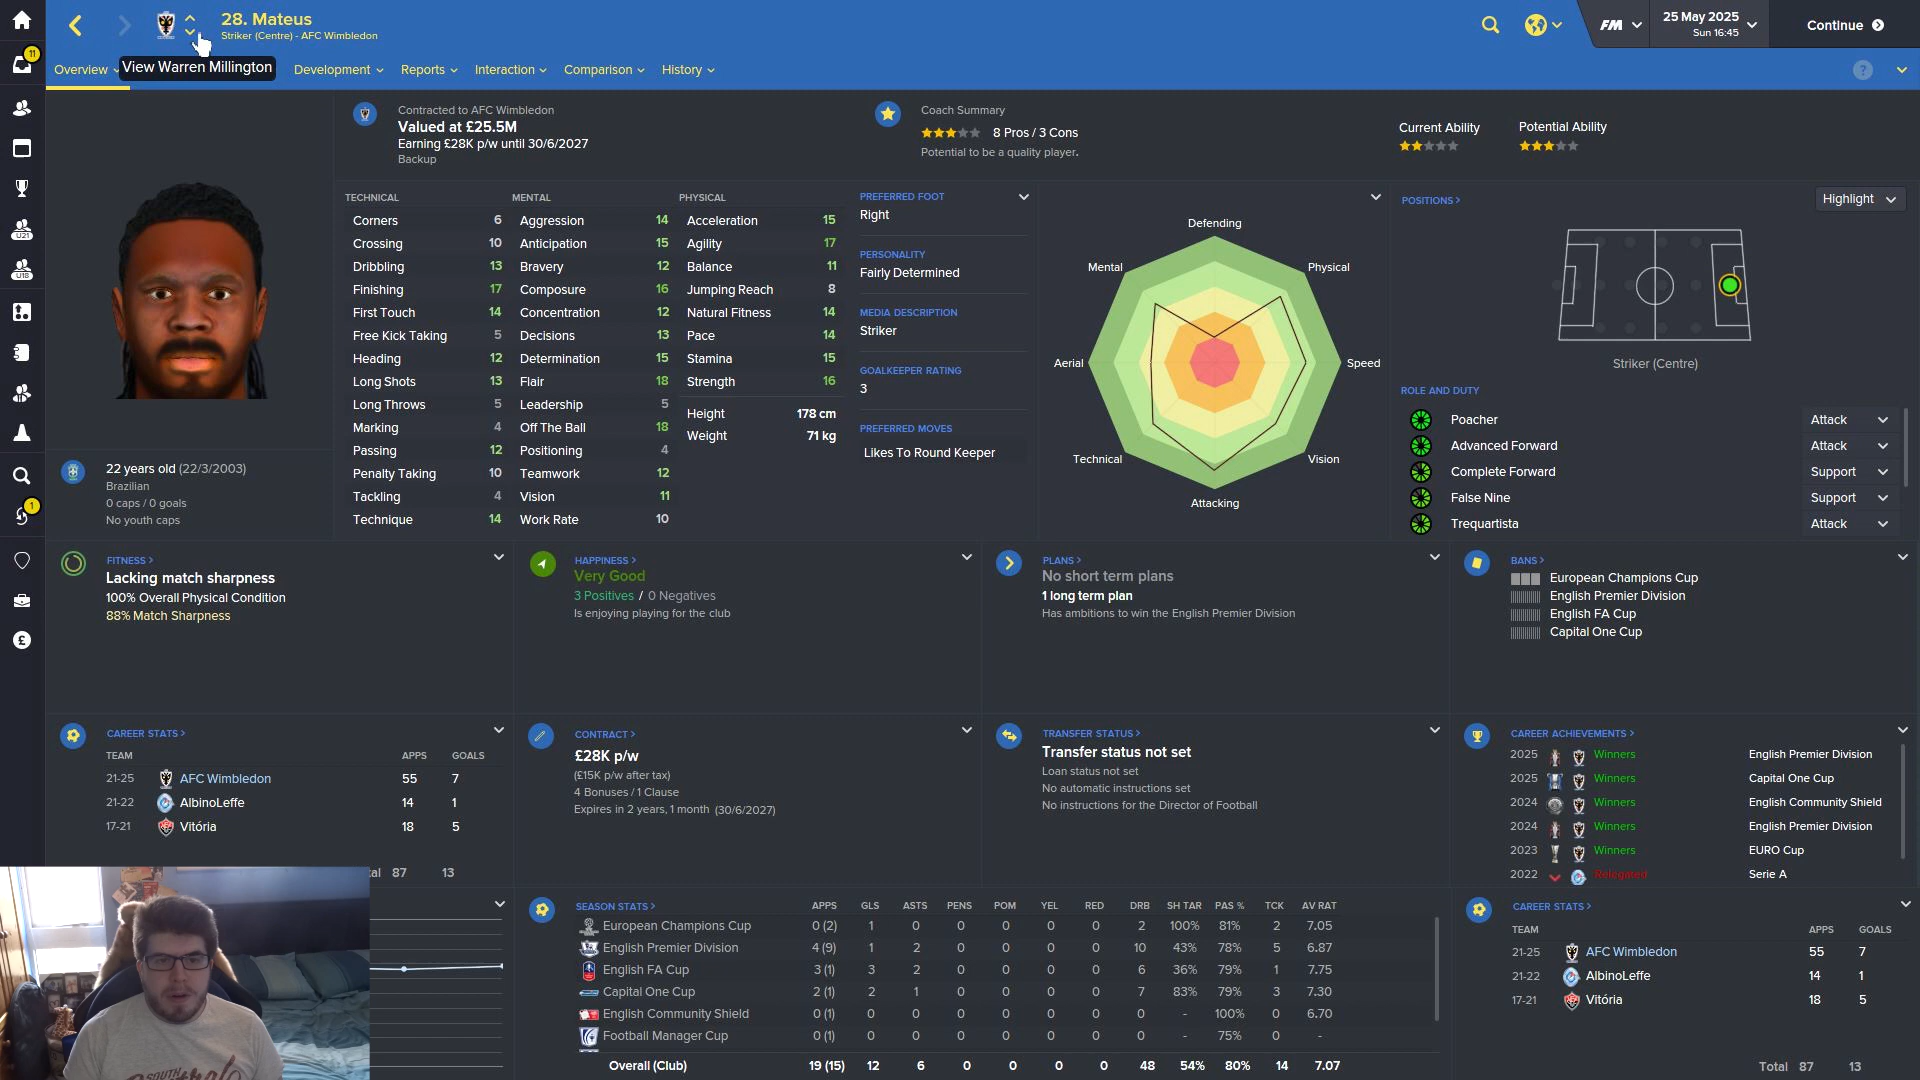 28. Mateus
Striker (Centre) - AFC Wimbledon
View Warren Millington
FM
25 May 2025
Sun 16:45
Continue
11
Overview
Development
Reports
Interaction
Comparison
History
?
Contracted to AFC Wimbledon
Valued at £25.5M
Earning £28K p/w until 30/6/2027
Backup
Coach Summary
8 Pros / 3 Cons
Potential to be a quality player.
Current Ability
Potential Ability
TECHNICAL
Corners 6
Crossing 10
Dribbling 13
Finishing 17
First Touch 14
Free Kick Taking 5
Heading 12
Long Shots 13
Long Throws 5
Marking 4
Passing 12
Penalty Taking 10
Tackling 4
Technique 14
MENTAL
Aggression 14
Anticipation 15
Bravery 12
Composure 16
Concentration 12
Decisions 13
Determination 15
Flair 18
Leadership 5
Off The Ball 18
Positioning 4
Teamwork 12
Vision 11
Work Rate 10
PHYSICAL
Acceleration 15
Agility 17
Balance 11
Jumping Reach 8
Natural Fitness 14
Pace 14
Stamina 15
Strength 16
Height 178 cm
Weight 71 kg
PREFERRED FOOT
Right
PERSONALITY
Fairly Determined
MEDIA DESCRIPTION
Striker
GOALKEEPER RATING
3
PREFERRED MOVES
Likes To Round Keeper
Defending
Mental
Physical
Aerial
Speed
Technical
Vision
Attacking
POSITIONS >
Highlight
Striker (Centre)
ROLE AND DUTY
Poacher Attack
Advanced Forward Attack
Complete Forward Support
False Nine Support
Trequartista Attack
U21
U18
1
£
22 years old (22/3/2003)
Brazilian
0 caps / 0 goals
No youth caps
FITNESS >
Lacking match sharpness
100% Overall Physical Condition
88% Match Sharpness
HAPPINESS >
Very Good
3 Positives / 0 Negatives
Is enjoying playing for the club
PLANS >
No short term plans
1 long term plan
Has ambitions to win the English Premier Division
BANS >
European Champions Cup
English Premier Division
English FA Cup
Capital One Cup
CAREER STATS >
TEAM APPS GOALS
21-25 AFC Wimbledon 55 7
21-22 AlbinoLeffe 14 1
17-21 Vitória 18 5
al 87 13
CONTRACT >
£28K p/w
(£15K p/w after tax)
4 Bonuses / 1 Clause
Expires in 2 years, 1 month (30/6/2027)
TRANSFER STATUS >
Transfer status not set
Loan status not set
No automatic instructions set
No instructions for the Director of Football
CAREER ACHIEVEMENTS >
2025 Winners English Premier Division
2025 Winners Capital One Cup
2024 Winners English Community Shield
2024 Winners English Premier Division
2023 Winners EURO Cup
2022 Relegated Serie A
SEASON STATS > APPS GLS ASTS PENS POM YEL RED DRB SH TAR PAS % TCK AV RAT
European Champions Cup 0 (2) 1 0 0 0 0 0 2 100% 81% 2 7.05
English Premier Division 4 (9) 1 2 0 0 0 0 10 43% 78% 5 6.87
English FA Cup 3 (1) 3 2 0 0 0 0 6 36% 79% 1 7.75
Capital One Cup 2 (1) 2 1 0 0 0 0 7 83% 79% 3 7.30
English Community Shield 0 (1) 0 0 0 0 0 0 0 - 100% 0 6.70
Football Manager Cup 0 (1) 0 0 0 0 0 0 0 - 75% 0 -
Overall (Club) 19 (15) 12 6 0 0 0 0 48 54% 80% 14 7.07
CAREER STATS >
TEAM APPS GOALS
21-25 AFC Wimbledon 55 7
21-22 AlbinoLeffe 14 1
17-21 Vitória 18 5
Total 87 13
SOUTH